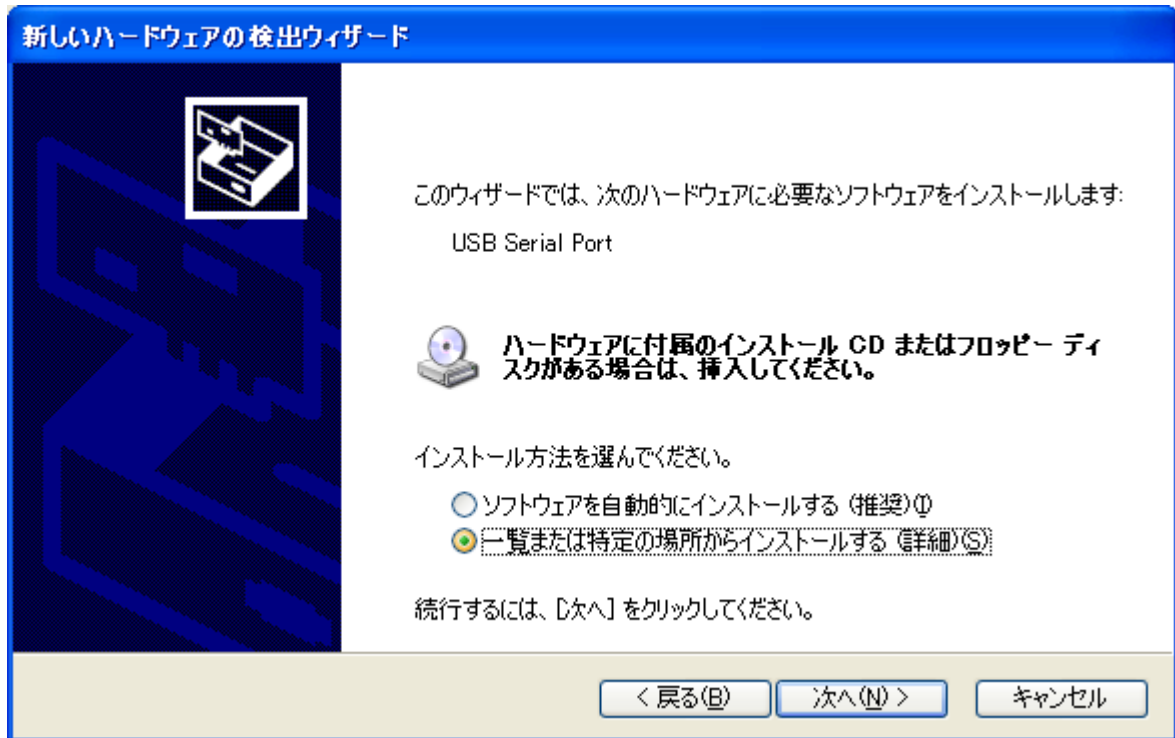 新しいハードウェアの検出ウィザード
このウィザードでは、次のハードウェアに必要なソフトウェアをインストールします:
USB Serial Port
ハードウェアに付属のインストール CD またはフロッピー ディ
スクがある場合は、挿入してください。
インストール方法を選んでください。
ソフトウェアを自動的にインストールする (推奨)(I)
一覧または特定の場所からインストールする (詳細)(S)
続行するには、[次へ] をクリックしてください。
< 戻る(B)
次へ(N) >
キャンセル